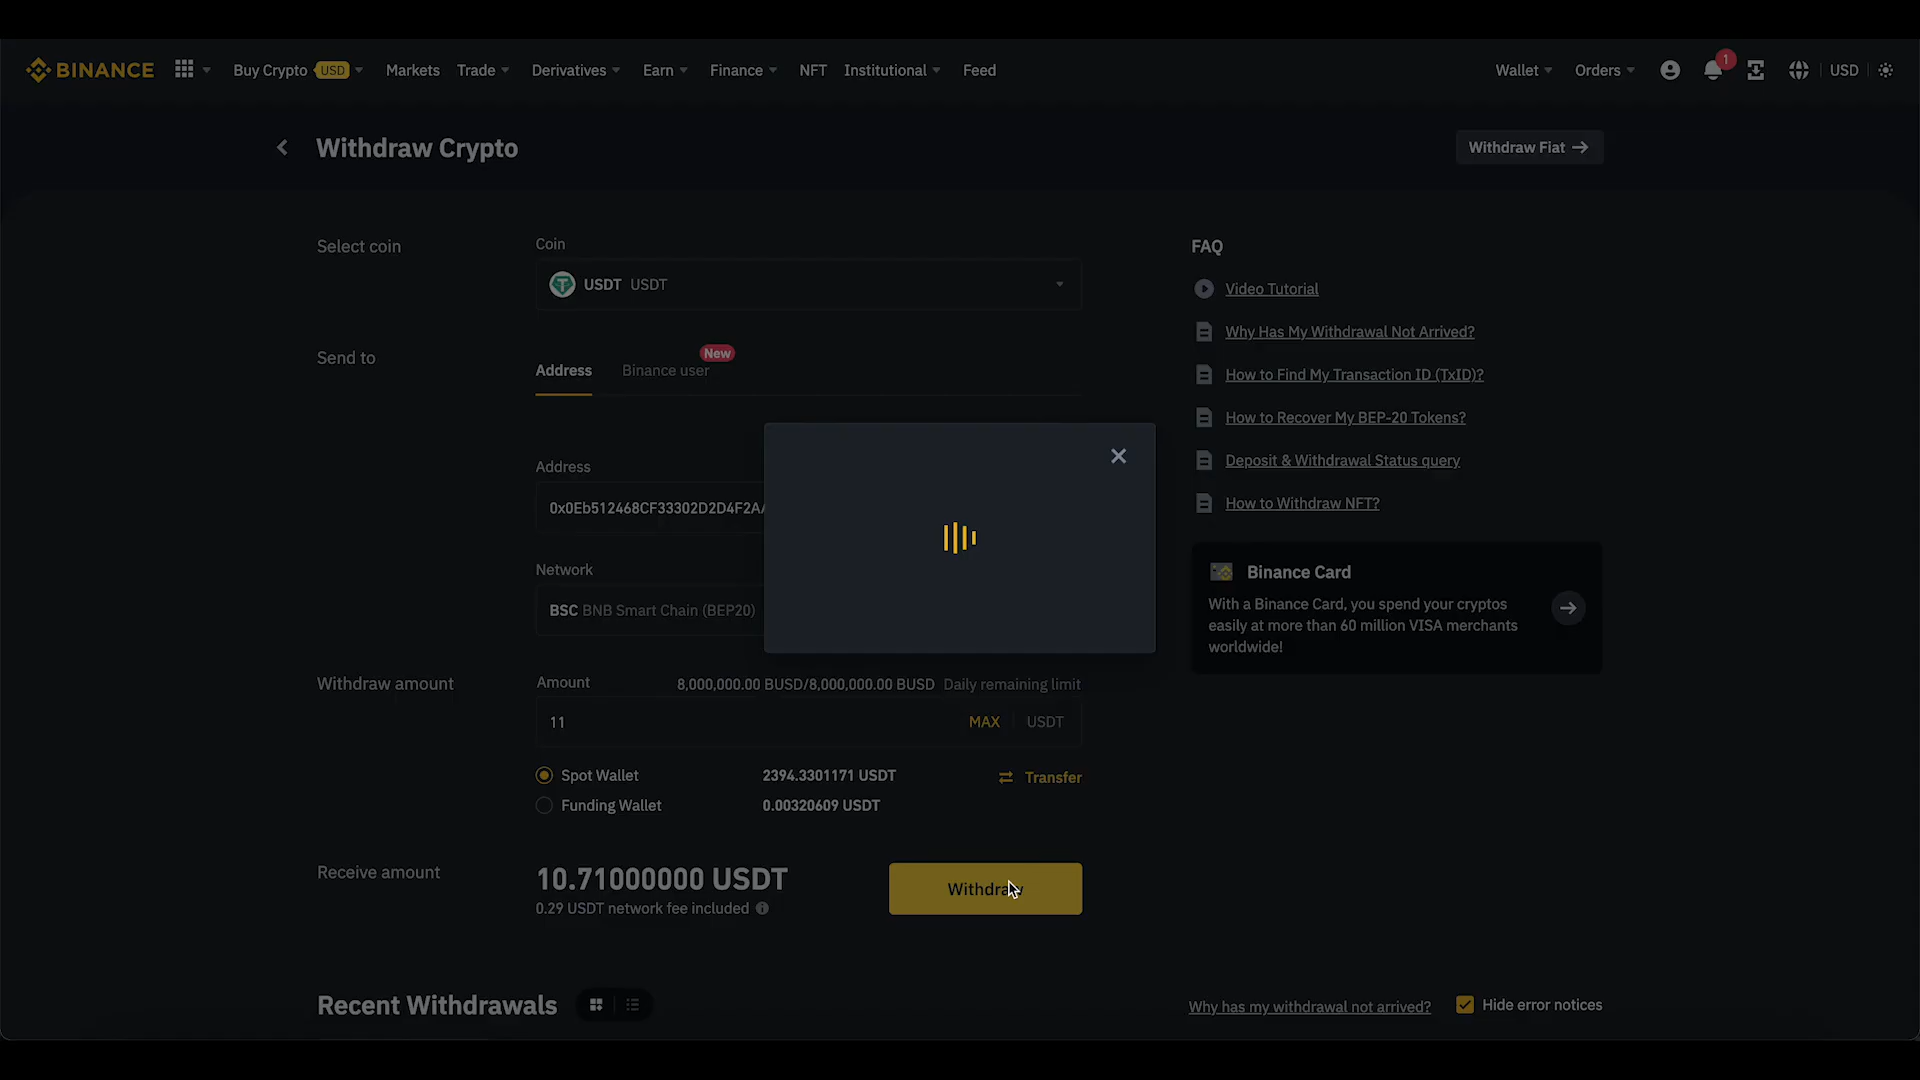 BINANCE
Buy Crypto USD Markets Trade Derivatives Earn Finance NFT Institutional Feed
Wallet Orders 1 USD
Withdraw Crypto
Withdraw Fiat
Select coin
Coin
USDT USDT
Send to
New
Address Binance user
Address
0x0Eb512468CF33302D2D4F2A
Network
BSC BNB Smart Chain (BEP20)
Withdraw amount
Amount 8,000,000.00 BUSD/8,000,000.00 BUSD Daily remaining limit
11 MAX USDT
Spot Wallet 2394.3301171 USDT Transfer
Funding Wallet 0.00320609 USDT
Receive amount
10.71000000 USDT
0.29 USDT network fee included
Withdraw
FAQ
Video Tutorial
Why Has My Withdrawal Not Arrived?
How to Find My Transaction ID (TxID)?
How to Recover My BEP-20 Tokens?
Deposit & Withdrawal Status query
How to Withdraw NFT?
Binance Card
With a Binance Card, you spend your cryptos
easily at more than 60 million VISA merchants
worldwide!
Recent Withdrawals
Why has my withdrawal not arrived? Hide error notices